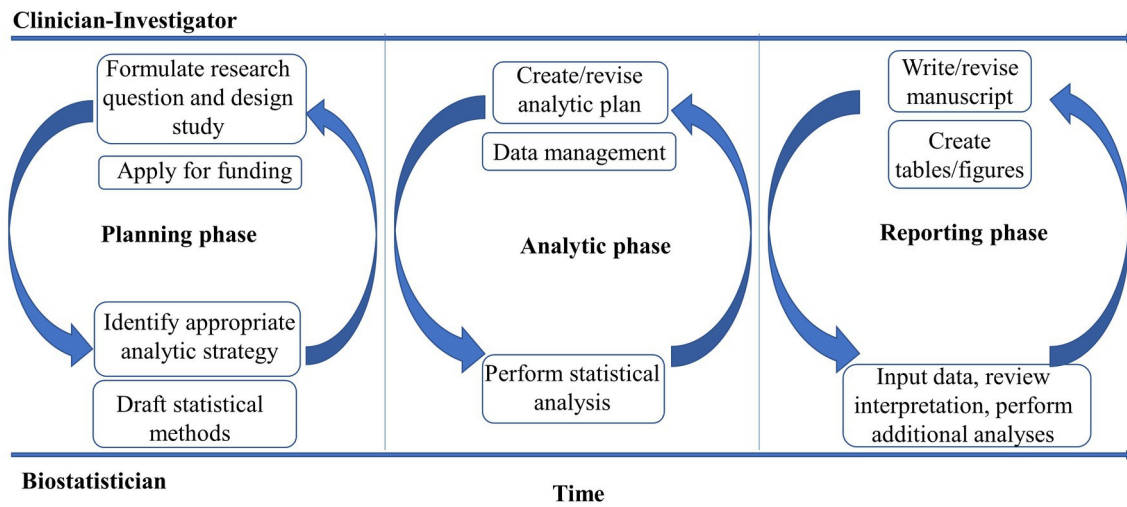 Clinician-Investigator
Formulate research
question and design
study
Apply for funding
Planning phase
Identify appropriate
analytic strategy
Draft statistical
methods
Create/revise
analytic plan
Data management
Analytic phase
Perform statistical
analysis
Write/revise
manuscript
Create
tables/figures
Reporting phase
Input data, review
interpretation, perform
additional analyses
Biostatistician
Time